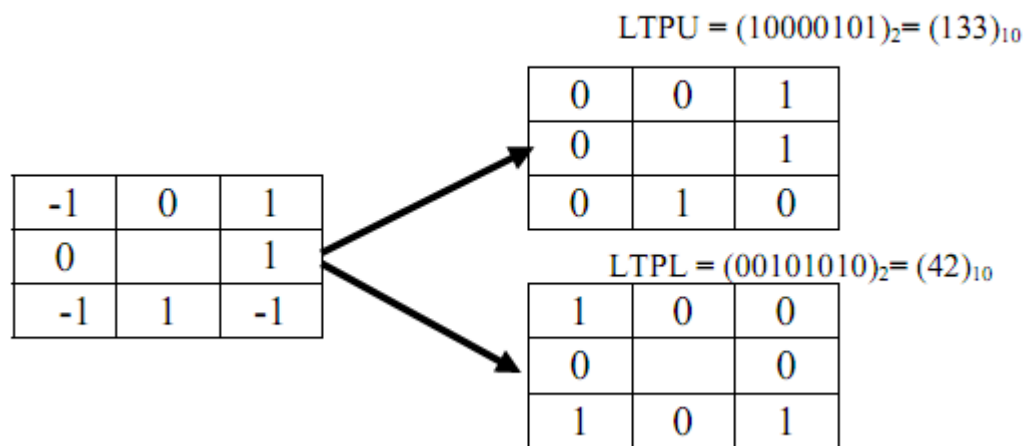 LTPU = (10000101)₂= (133)₁₀
0 0 1
0 1
0 1 0
-1 0 1
0 1
-1 1 -1
LTPL = (00101010)₂= (42)₁₀
1 0 0
0 0
1 0 1